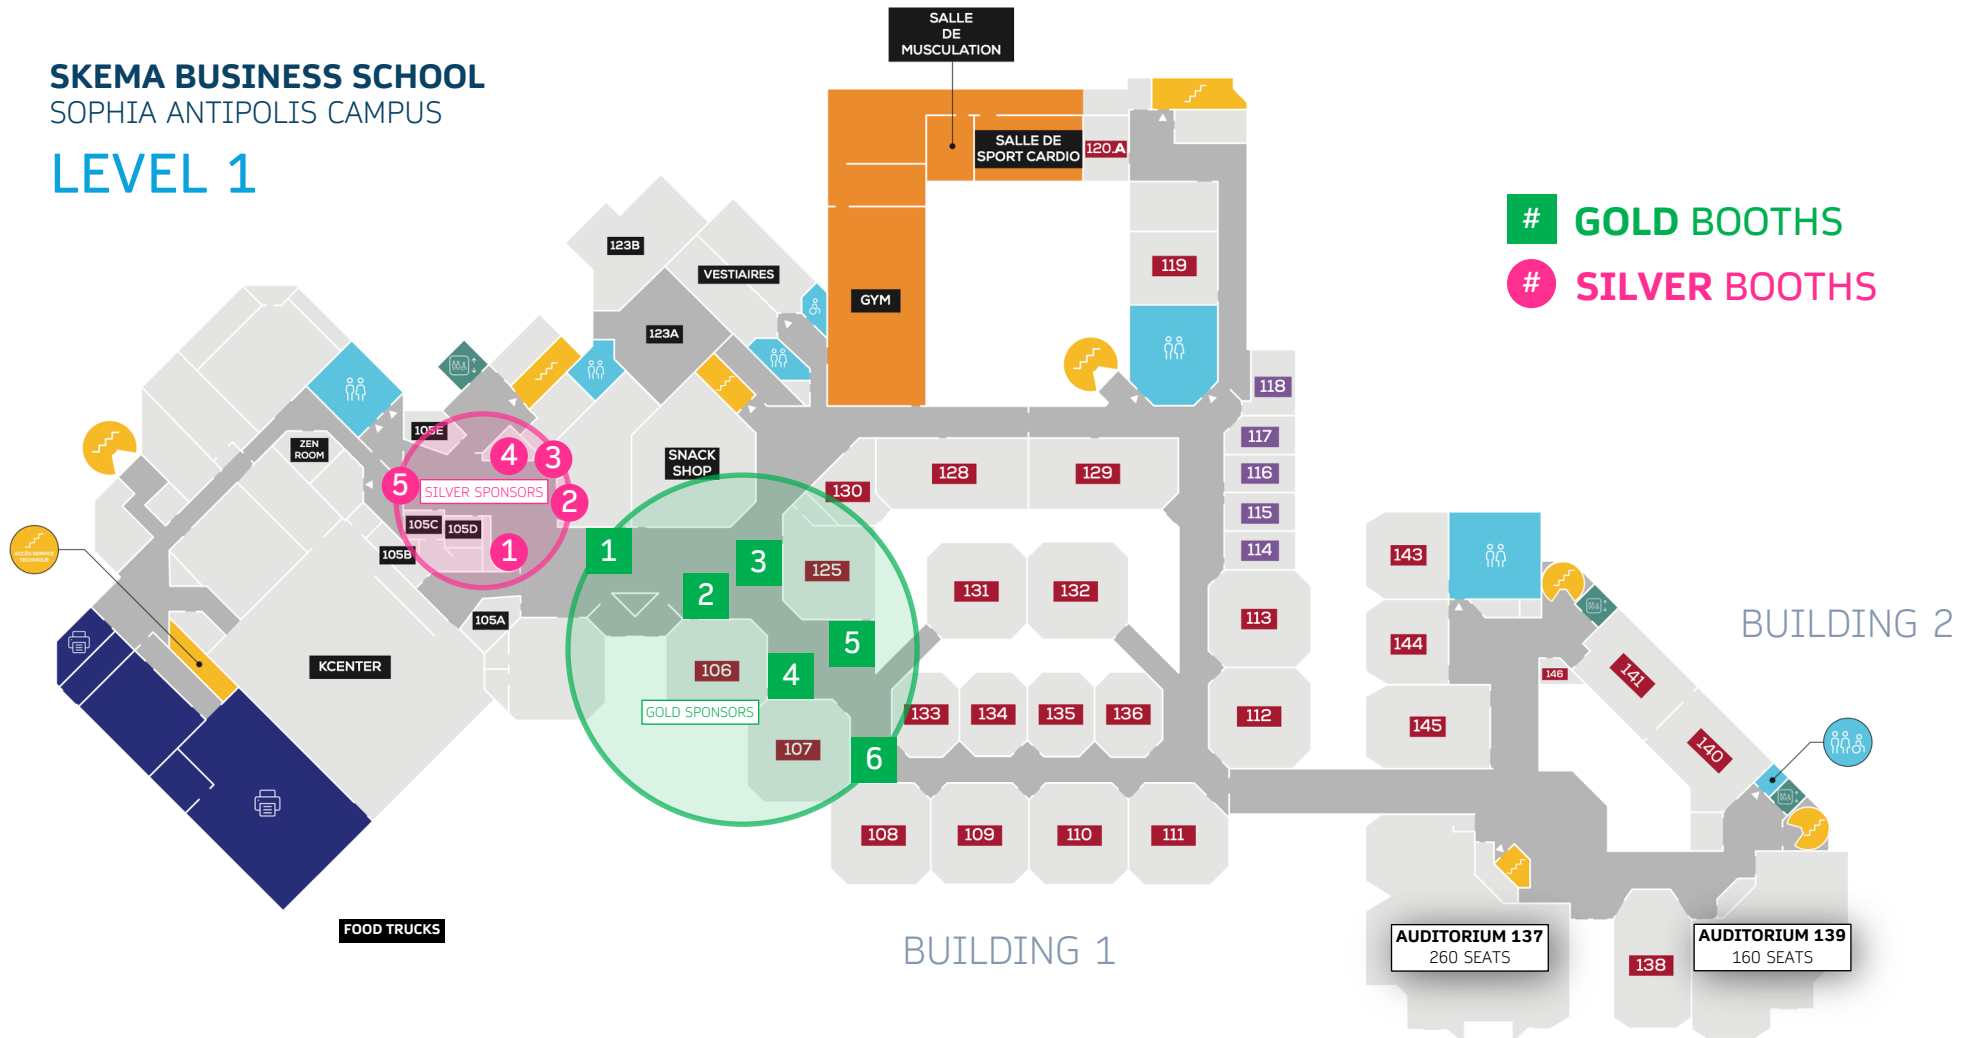 SKEMA BUSINESS SCHOOL
SOPHIA ANTIPOLIS CAMPUS
LEVEL 1
SALLE
DE
MUSCULATION
SALLE DE
SPORT CARDIO
120.A
# GOLD BOOTHS
# SILVER BOOTHS
123B
VESTIAIRES
GYM
119
123A
118
117
116
115
114
ZEN
ROOM
105E
4
3
5
SILVER SPONSORS
2
105C
105D
105B
1
105A
SNACK
SHOP
130
128
129
1
3
2
125
5
106
4
GOLD SPONSORS
107
6
131
132
133
134
135
136
113
112
108
109
110
111
ACCÈS SERVICE
TECHNIQUE
KCENTER
FOOD TRUCKS
BUILDING 1
143
144
145
146
141
140
BUILDING 2
AUDITORIUM 137
260 SEATS
138
AUDITORIUM 139
160 SEATS